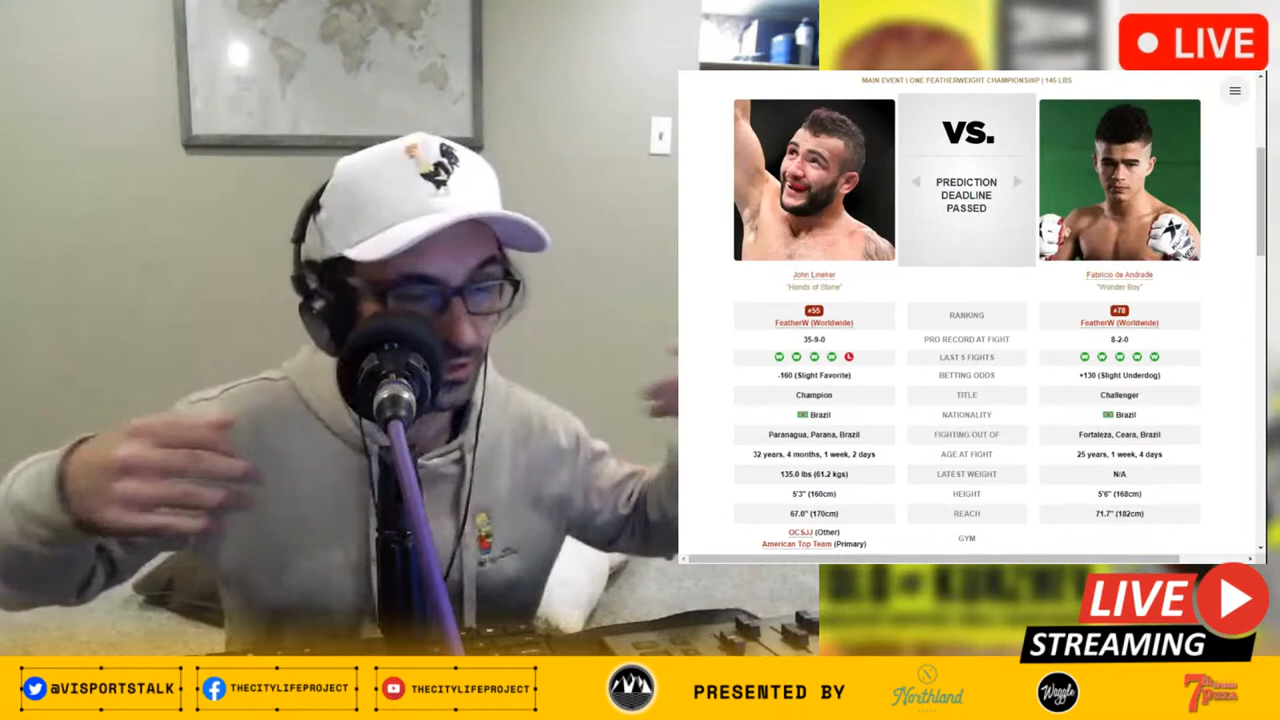 LIVE
MAIN EVENT | ONE FEATHERWEIGHT CHAMPIONSHIP | 145 LBS
VS.
PREDICTION
DEADLINE
PASSED
John Lineker
"Hands of Stone"
Fabricio de Andrade
"Wonder Boy"
#55
FeatherW (Worldwide)
RANKING
#78
FeatherW (Worldwide)
35-9-0 PRO RECORD AT FIGHT 8-2-0
W W W W L LAST 5 FIGHTS W W W W W
-160 (Slight Favorite) BETTING ODDS +130 (Slight Underdog)
Champion TITLE Challenger
Brazil NATIONALITY Brazil
Paranagua, Parana, Brazil FIGHTING OUT OF Fortaleza, Ceara, Brazil
32 years, 4 months, 1 week, 2 days AGE AT FIGHT 25 years, 1 week, 4 days
135.0 lbs (61.2 kgs) LATEST WEIGHT N/A
5'3" (160cm) HEIGHT 5'6" (168cm)
67.0" (170cm) REACH 71.7" (182cm)
OCSJJ (Other)
American Top Team (Primary)
GYM
LIVE
STREAMING
@VISPORTSTALK
THECITYLIFEPROJECT
THECITYLIFEPROJECT
PRESENTED BY
Northland
Waggle
PIZZA